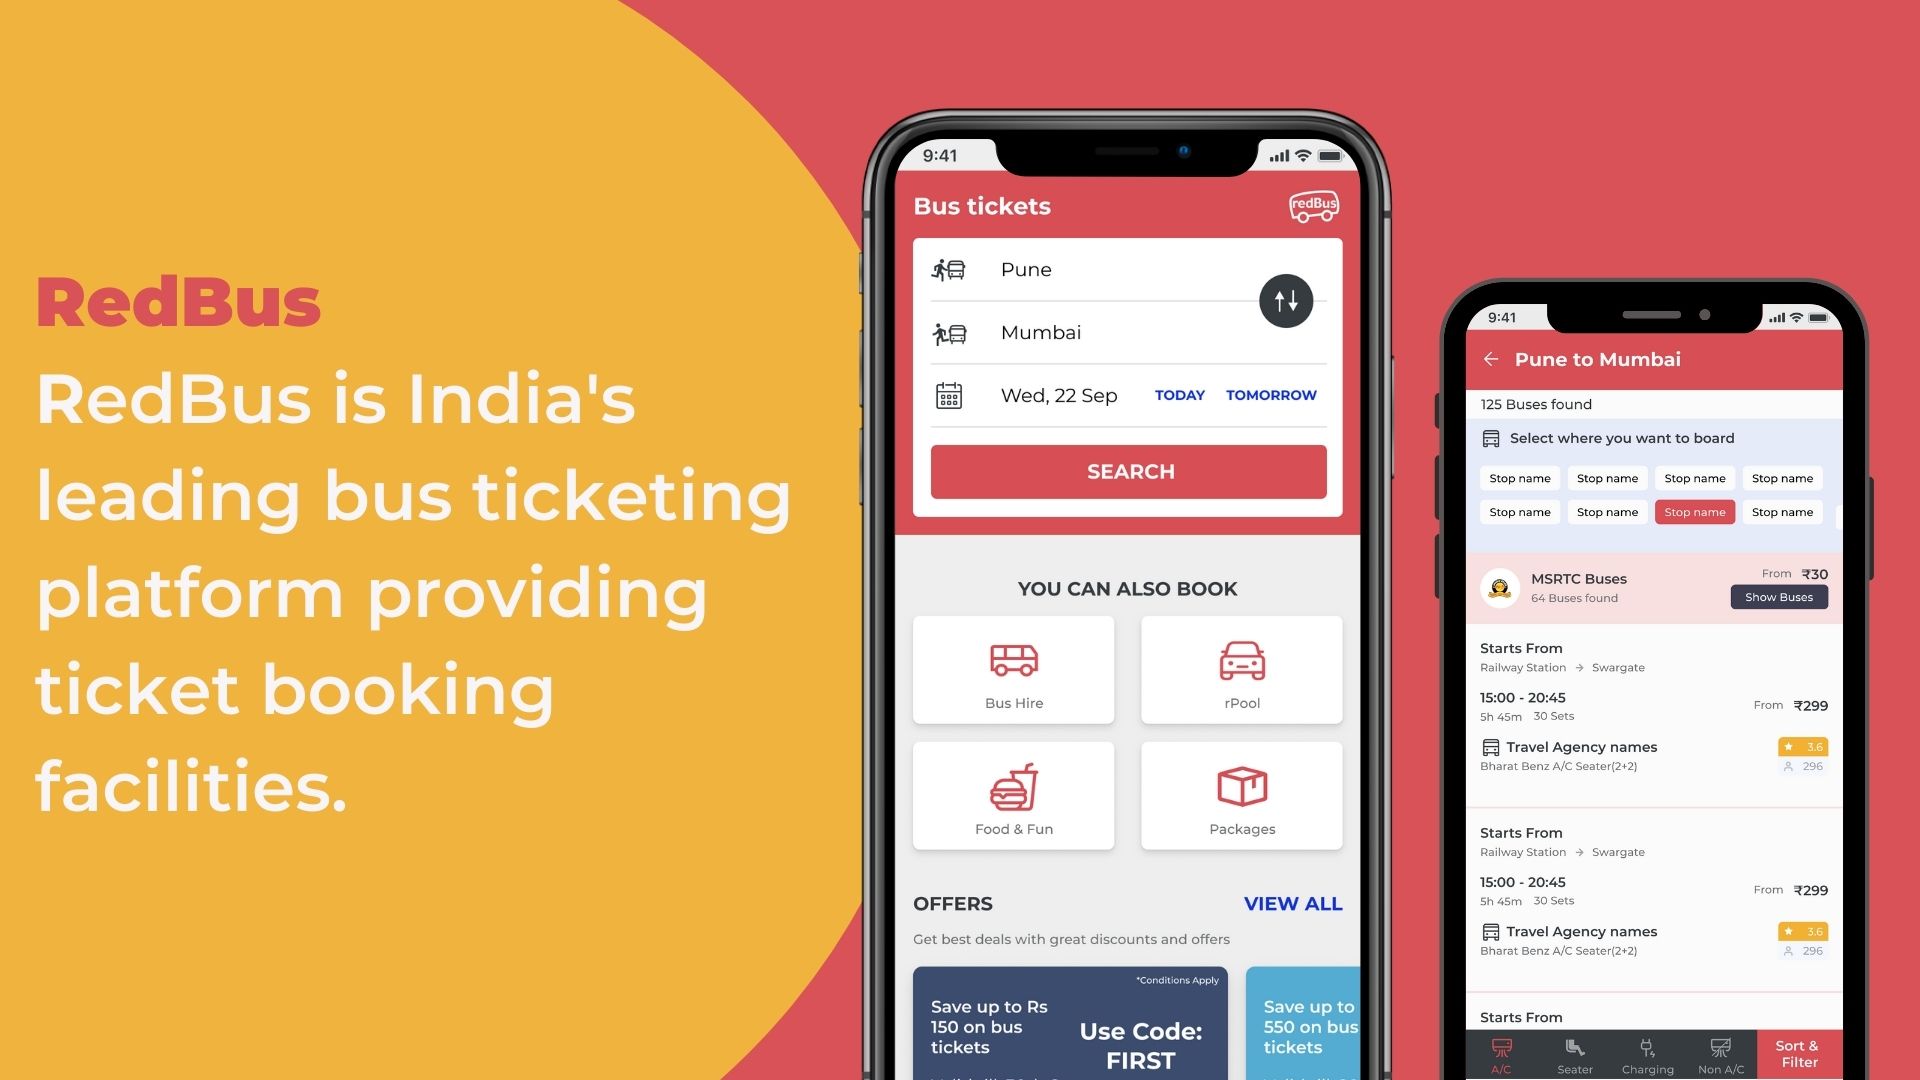 RedBus
RedBus is India's
leading bus ticketing
platform providing
ticket booking
facilities.
9:41
Bus tickets
redBus
Pune
Mumbai
Wed, 22 Sep TODAY TOMORROW
SEARCH
YOU CAN ALSO BOOK
Bus Hire rPool
Food & Fun Packages
OFFERS VIEW ALL
Get best deals with great discounts and offers
*Conditions Apply
Save up to Rs
150 on bus
tickets
Use Code:
FIRST
Save up to
550 on bus
tickets
9:41
Pune to Mumbai
125 Buses found
Select where you want to board
Stop name Stop name Stop name Stop name
Stop name Stop name Stop name Stop name
MSRTC Buses
64 Buses found
From ₹30
Show Buses
Starts From
Railway Station → Swargate
15:00 - 20:45
5h 45m 30 Sets
From ₹299
Travel Agency names
3.6
Bharat Benz A/C Seater(2+2)
296
Starts From
Railway Station → Swargate
15:00 - 20:45
5h 45m 30 Sets
From ₹299
Travel Agency names
3.6
Bharat Benz A/C Seater(2+2)
296
Starts From
A/C Seater Charging Non A/C
Sort &
Filter